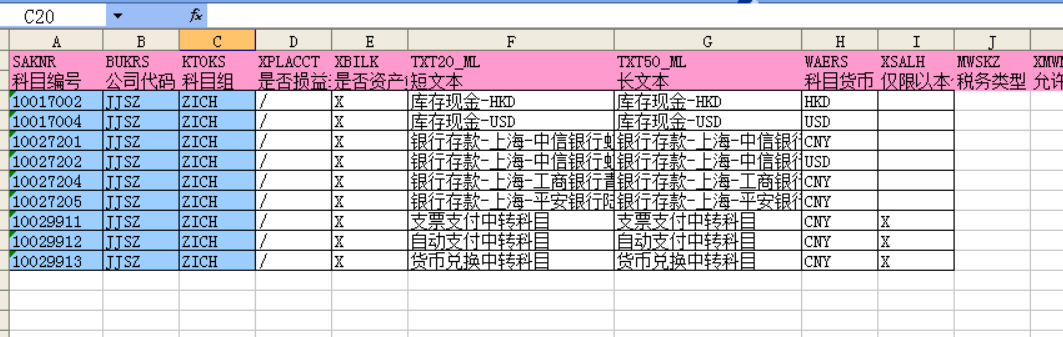 C20 fx
A B C D E F G H I J
SAKNR BUKRS KTOKS XPLACCT XBILK TXT20_ML TXT50_ML WAERS XSALH MWSKZ XMWN
科目编号 公司代码 科目组 是否损益 是否资产 短文本 长文本 科目货币 仅限以本 税务类型 允许
10017002 JJSZ ZICH / X 库存现金-HKD 库存现金-HKD HKD
10017004 JJSZ ZICH / X 库存现金-USD 库存现金-USD USD
10027201 JJSZ ZICH / X 银行存款-上海-中信银行虹 银行存款-上海-中信银行 CNY
10027202 JJSZ ZICH / X 银行存款-上海-中信银行虹 银行存款-上海-中信银行 USD
10027204 JJSZ ZICH / X 银行存款-上海-工商银行青 银行存款-上海-工商银行 CNY
10027205 JJSZ ZICH / X 银行存款-上海-平安银行陆 银行存款-上海-平安银行 CNY
10029911 JJSZ ZICH / X 支票支付中转科目 支票支付中转科目 CNY X
10029912 JJSZ ZICH / X 自动支付中转科目 自动支付中转科目 CNY X
10029913 JJSZ ZICH / X 货币兑换中转科目 货币兑换中转科目 CNY X